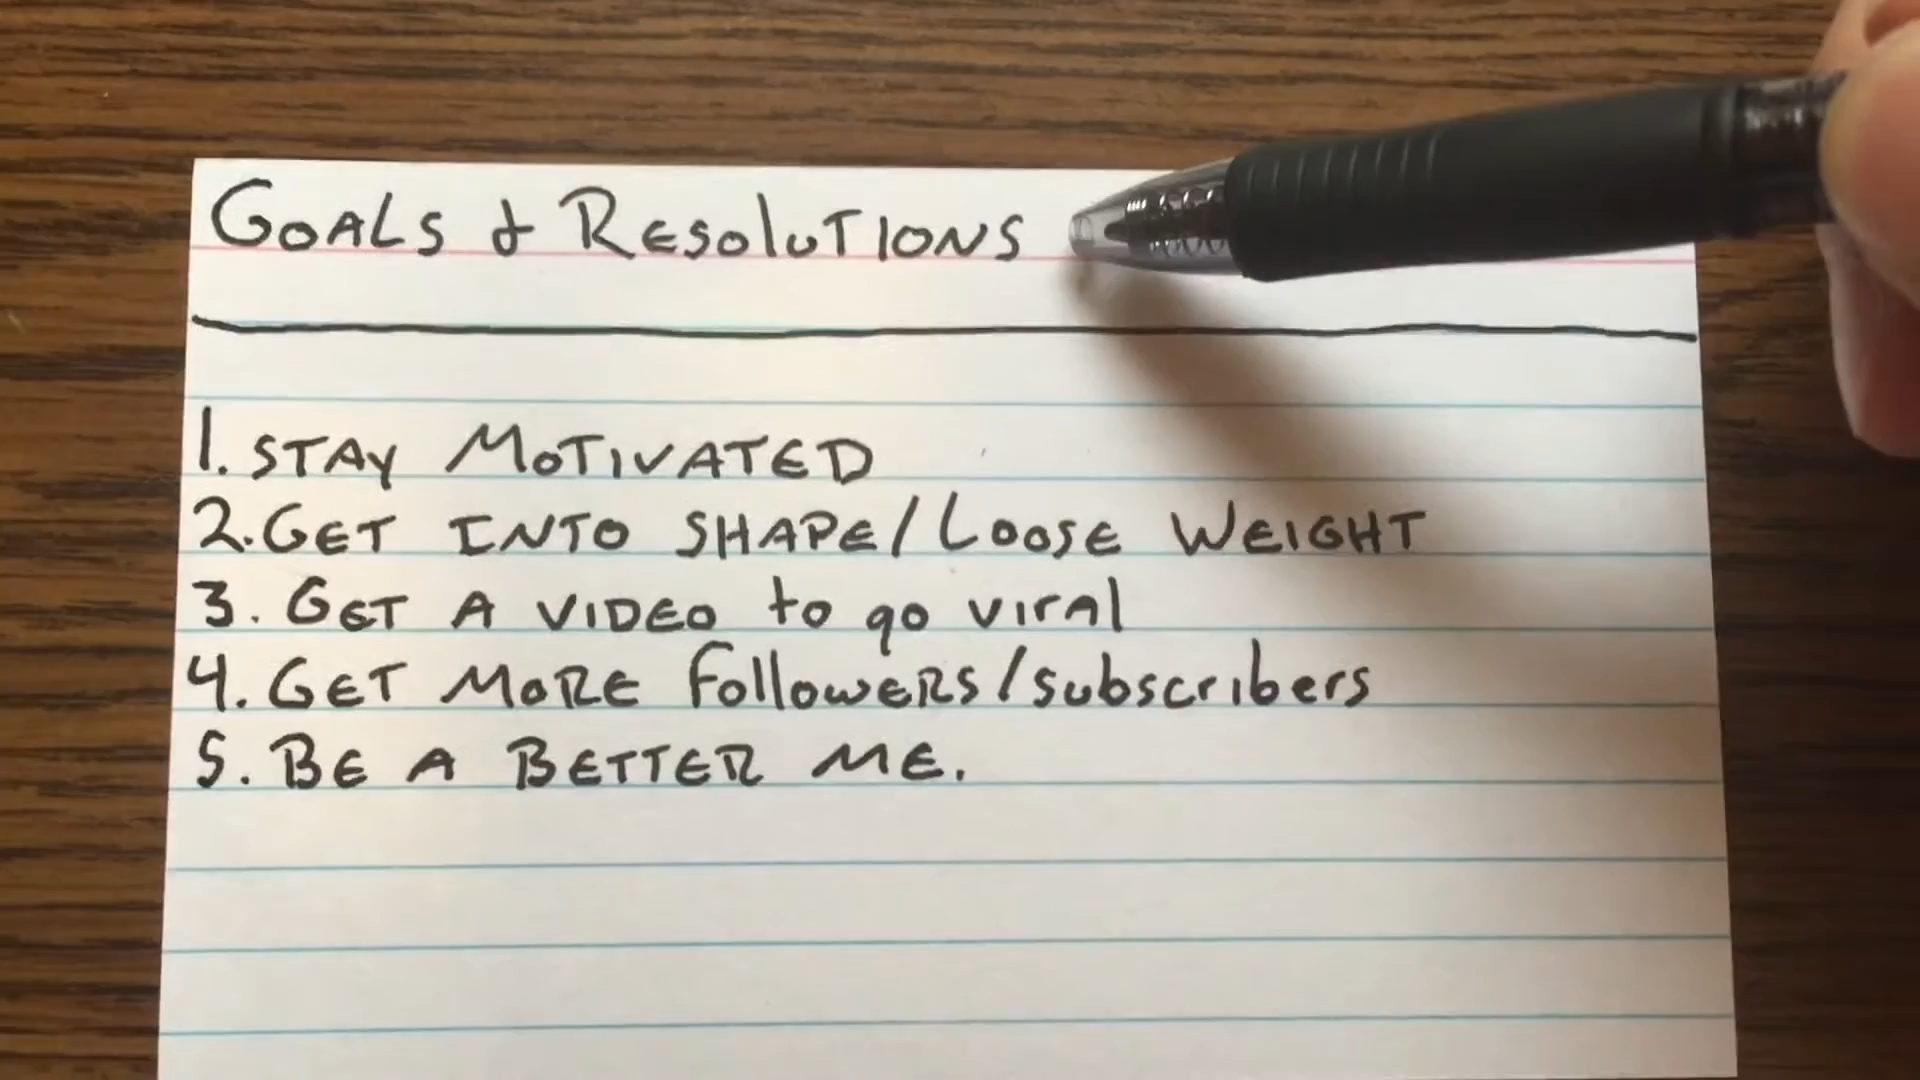 GOALS & RESOLUTIONS
1. STAY MOTIVATED
2. GET INTO SHAPE/LOOSE WEIGHT
3. GET A VIDEO to go viral
4. GET MORE followERS/subscribers
5. BE A BETTER ME.